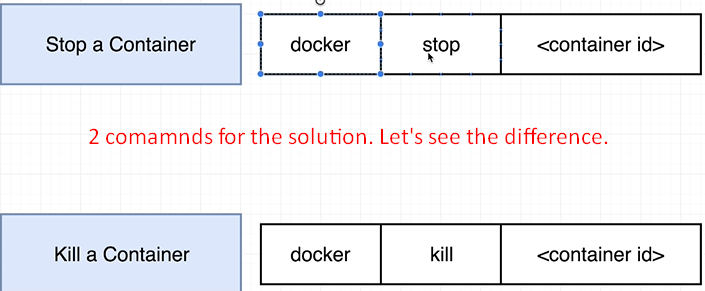 Stop a Container docker stop <container id>
2 comamnds for the solution. Let's see the difference.
Kill a Container docker kill <container id>